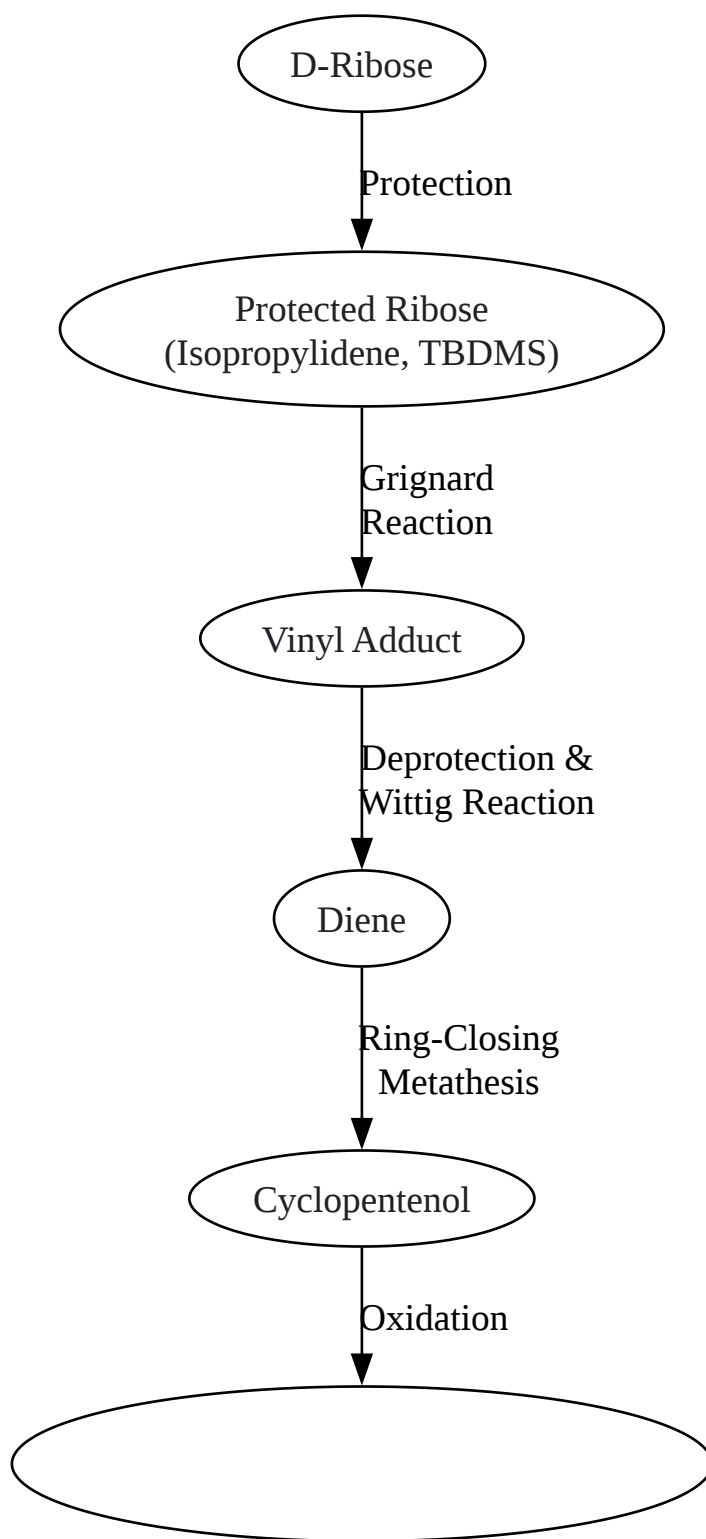 D-Ribose
Protection
Protected Ribose
(Isopropylidene, TBDMS)
Grignard
Reaction
Vinyl Adduct
Deprotection &
Wittig Reaction
Diene
Ring-Closing
Metathesis
Cyclopentenol
Oxidation